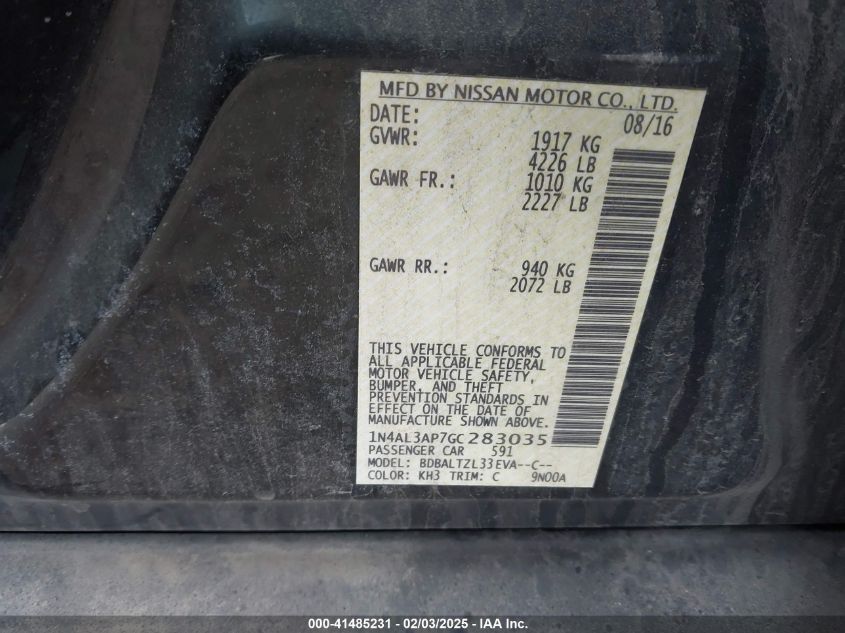 MFD BY NISSAN MOTOR CO., LTD.
DATE: 08/16
GVWR: 1917 KG
4226 LB
GAWR FR.: 1010 KG
2227 LB
GAWR RR.: 940 KG
2072 LB
THIS VEHICLE CONFORMS TO
ALL APPLICABLE FEDERAL
MOTOR VEHICLE SAFETY,
BUMPER, AND THEFT
PREVENTION STANDARDS IN
EFFECT ON THE DATE OF
MANUFACTURE SHOWN ABOVE.
1N4AL3AP7GC283035
PASSENGER CAR 591
MODEL: BDBALTZL33EVA--C--
COLOR: KH3 TRIM: C 9N00A
000-41485231 - 02/03/2025 - IAA Inc.